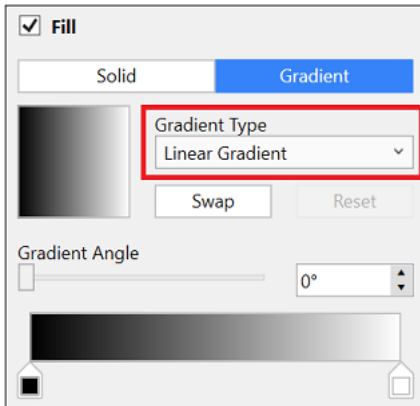 Fill
Solid Gradient
Gradient Type
Linear Gradient
Swap Reset
Gradient Angle
0°